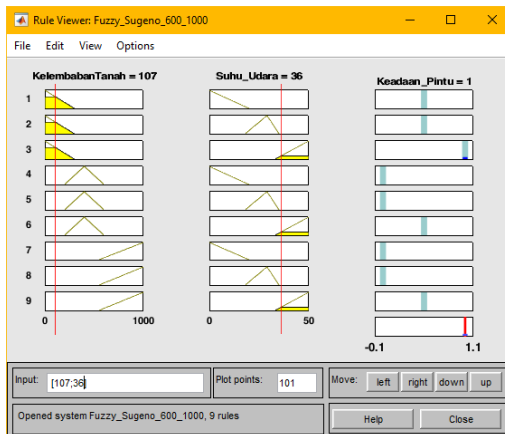 Rule Viewer: Fuzzy_Sugeno_600_1000
File Edit View Options
KelembabanTanah = 107 Suhu_Udara = 36 Keadaan_Pintu = 1
1
2
3
4
5
6
7
8
9
0 1000 0 50
-0.1 1.1
Input: [107;36] Plot points: 101 Move: left right down up
Opened system Fuzzy_Sugeno_600_1000, 9 rules Help Close